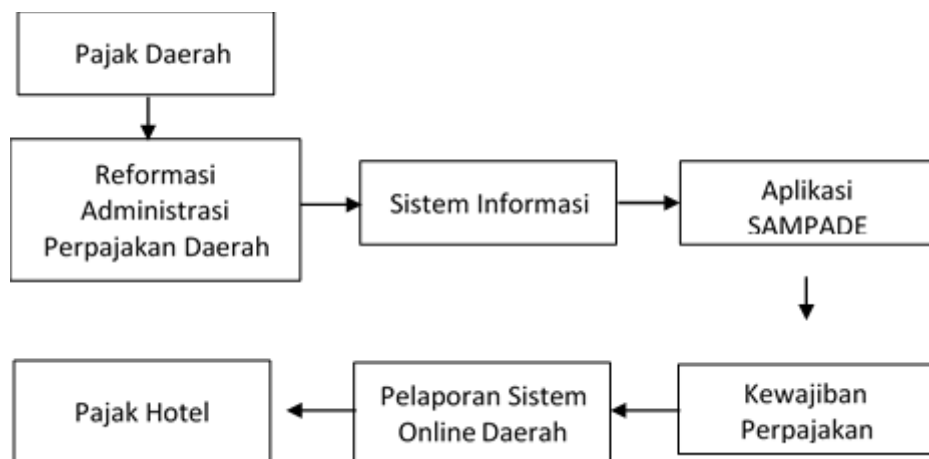 Pajak Daerah
Reformasi
Administrasi
Perpajakan Daerah
Sistem Informasi
Aplikasi
SAMPADE
Kewajiban
Perpajakan
Pelaporan Sistem
Online Daerah
Pajak Hotel